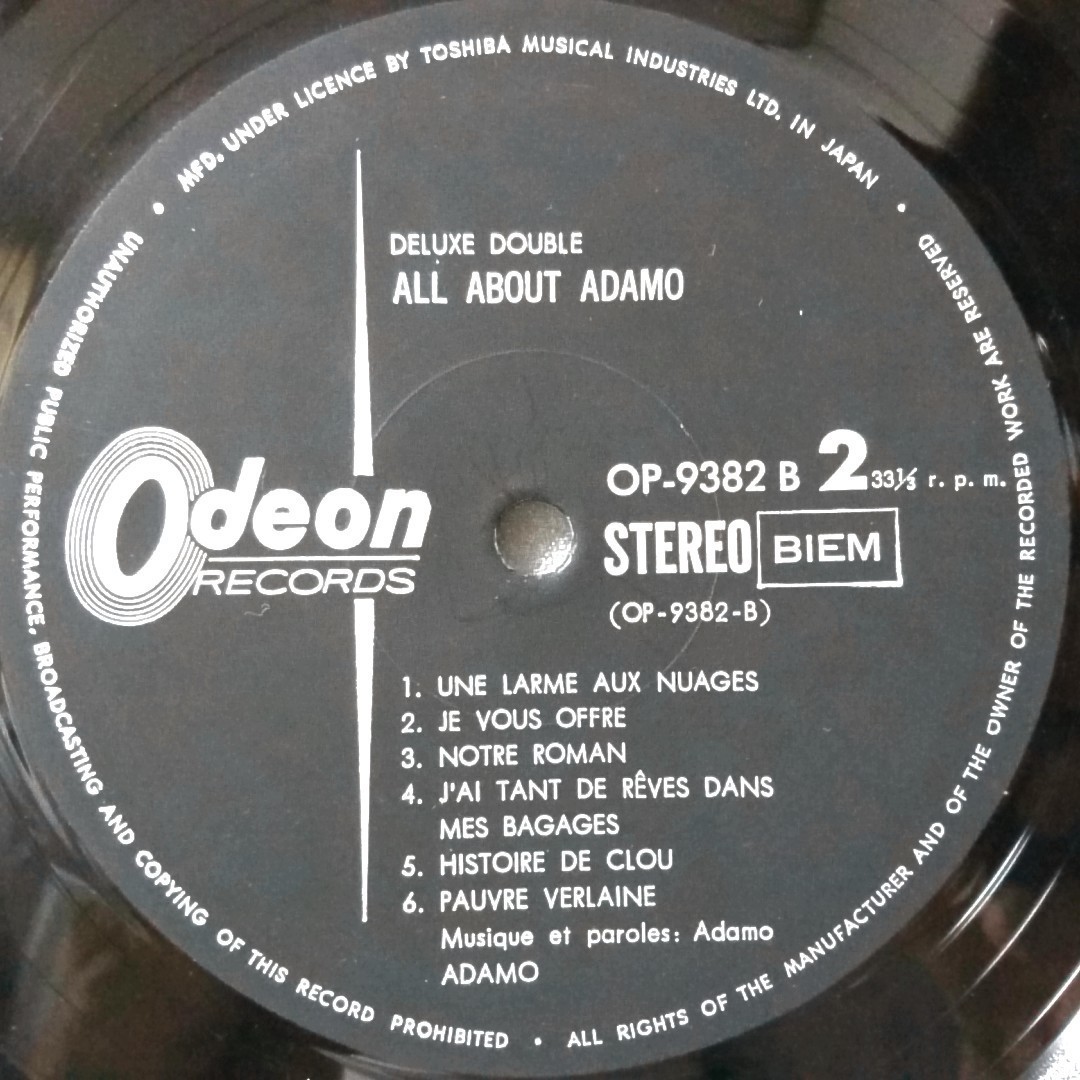 MFD. UNDER LICENCE BY TOSHIBA MUSICAL INDUSTRIES LTD. IN JAPAN •
DELUXE DOUBLE
ALL ABOUT ADAMO
Odeon
RECORDS
OP-9382 B 2 33⅓ r. p. m.
STEREO BIEM
(OP-9382-B)
1. UNE LARME AUX NUAGES
2. JE VOUS OFFRE
3. NOTRE ROMAN
4. J'AI TANT DE RÊVES DANS
MES BAGAGES
5. HISTOIRE DE CLOU
6. PAUVRE VERLAINE
Musique et paroles: Adamo
ADAMO
• UNAUTHORIZED PUBLIC PERFORMANCE, BROADCASTING AND COPYING OF THIS RECORD PROHIBITED • ALL RIGHTS OF THE MANUFACTURER AND OF THE OWNER OF THE RECORDED WORK ARE RESERVED